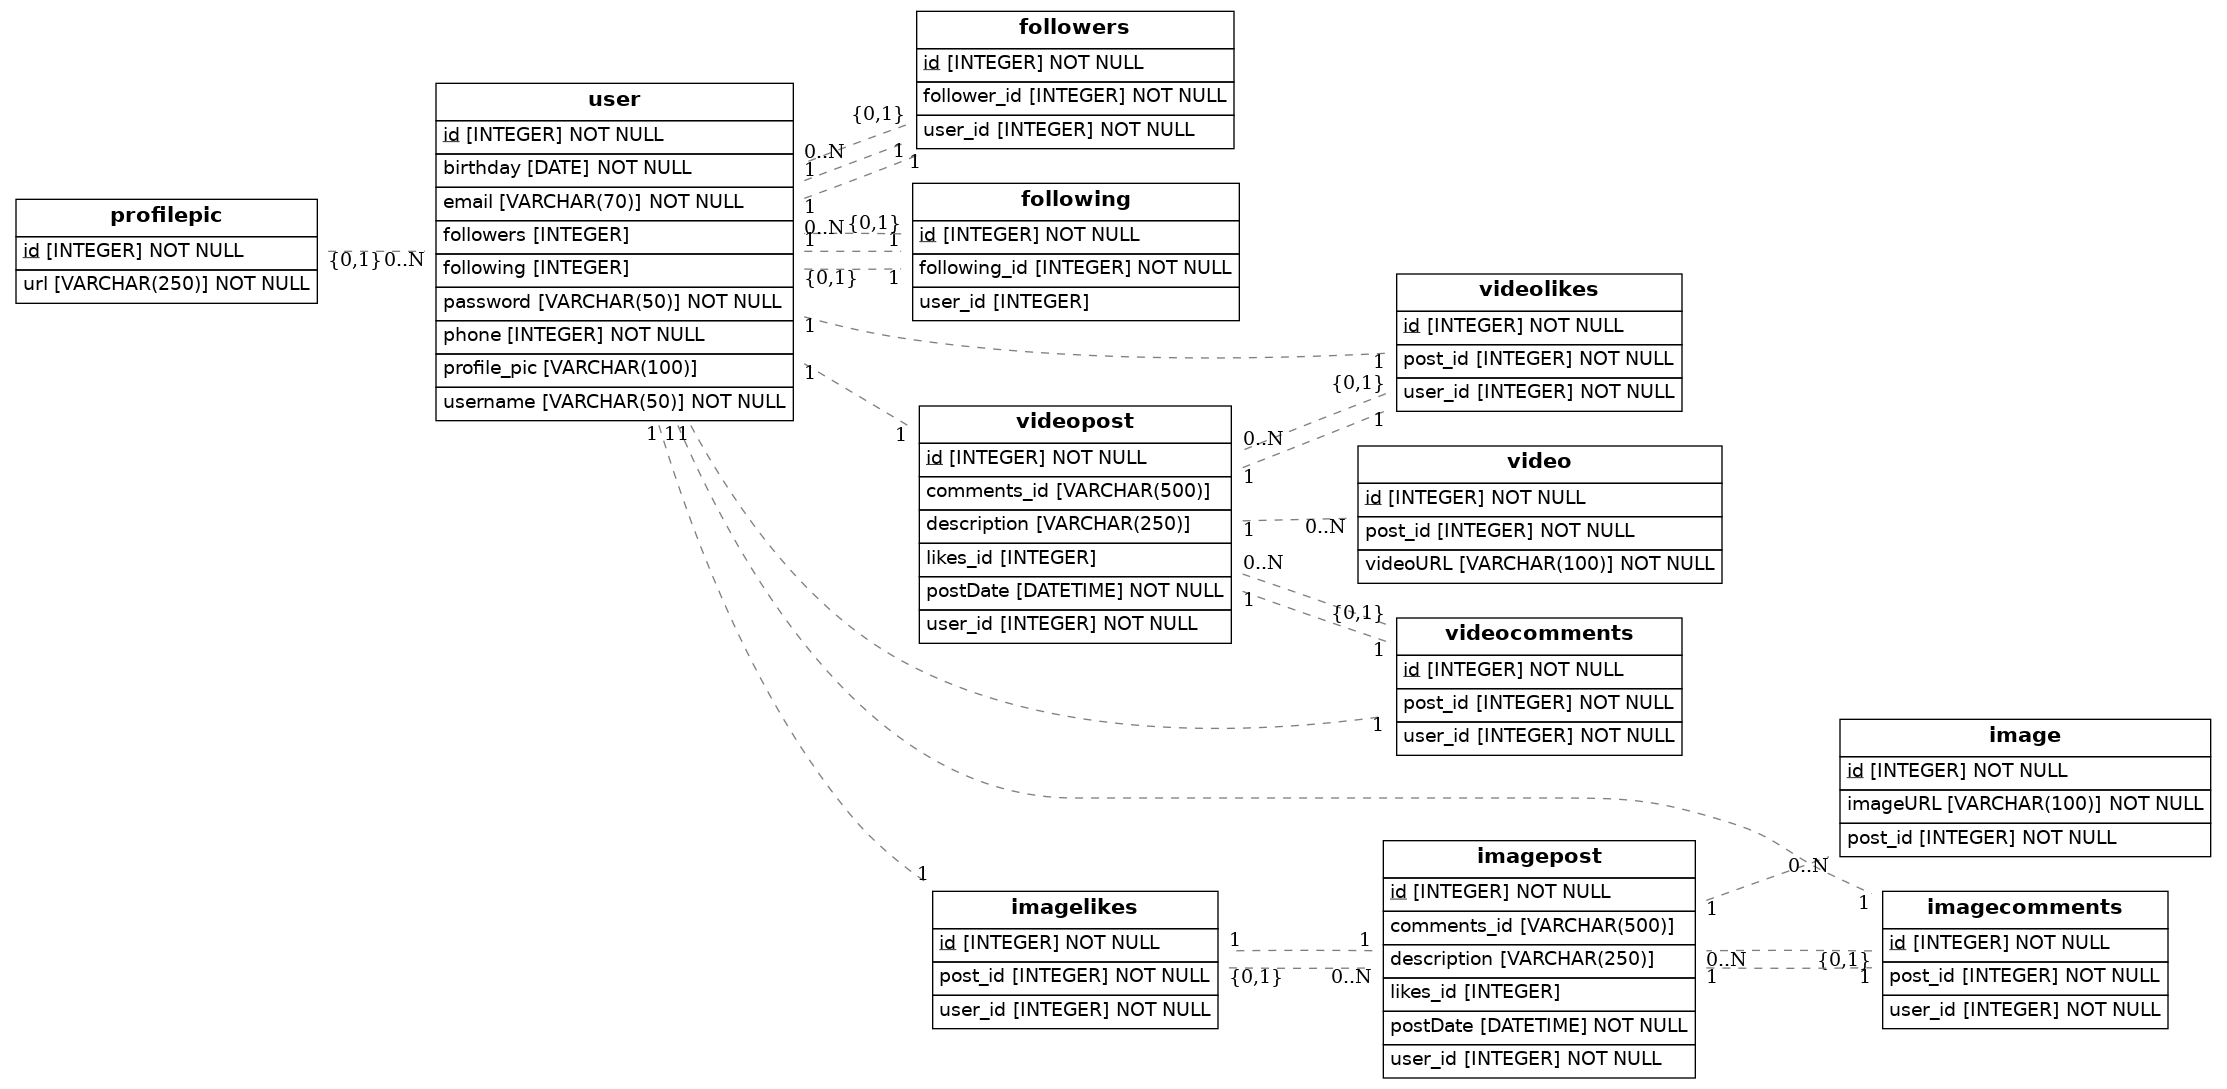 followers
id [INTEGER] NOT NULL
follower_id [INTEGER] NOT NULL
user_id [INTEGER] NOT NULL
user
id [INTEGER] NOT NULL
birthday [DATE] NOT NULL
email [VARCHAR(70)] NOT NULL
followers [INTEGER]
following [INTEGER]
password [VARCHAR(50)] NOT NULL
phone [INTEGER] NOT NULL
profile_pic [VARCHAR(100)]
username [VARCHAR(50)] NOT NULL
{0,1}
0..N
1
1
1
1
profilepic
id [INTEGER] NOT NULL
url [VARCHAR(250)] NOT NULL
{0,1}
0..N
following
id [INTEGER] NOT NULL
following_id [INTEGER] NOT NULL
user_id [INTEGER]
0..N
{0,1}
1
1
{0,1}
1
videolikes
id [INTEGER] NOT NULL
post_id [INTEGER] NOT NULL
user_id [INTEGER] NOT NULL
1
1
1
1
videopost
id [INTEGER] NOT NULL
comments_id [VARCHAR(500)]
description [VARCHAR(250)]
likes_id [INTEGER]
postDate [DATETIME] NOT NULL
user_id [INTEGER] NOT NULL
{0,1}
0..N
1
1
video
id [INTEGER] NOT NULL
post_id [INTEGER] NOT NULL
videoURL [VARCHAR(100)] NOT NULL
1
0..N
0..N
{0,1}
1
1
videocomments
id [INTEGER] NOT NULL
post_id [INTEGER] NOT NULL
user_id [INTEGER] NOT NULL
1
1
1
1
image
id [INTEGER] NOT NULL
imageURL [VARCHAR(100)] NOT NULL
post_id [INTEGER] NOT NULL
0..N
1
1
1
imagelikes
id [INTEGER] NOT NULL
post_id [INTEGER] NOT NULL
user_id [INTEGER] NOT NULL
1
1
{0,1}
0..N
imagepost
id [INTEGER] NOT NULL
comments_id [VARCHAR(500)]
description [VARCHAR(250)]
likes_id [INTEGER]
postDate [DATETIME] NOT NULL
user_id [INTEGER] NOT NULL
0..N
{0,1}
1
1
imagecomments
id [INTEGER] NOT NULL
post_id [INTEGER] NOT NULL
user_id [INTEGER] NOT NULL